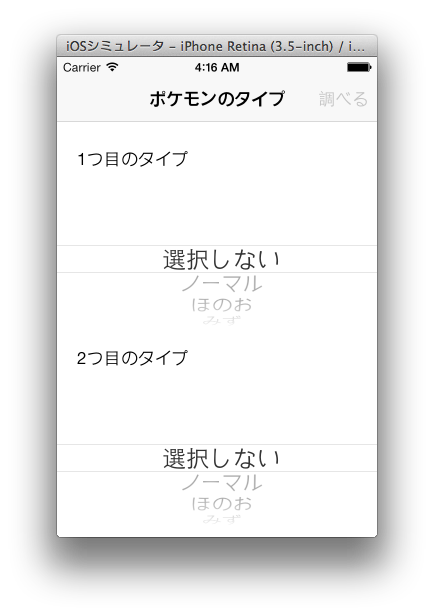 iOSシミュレータ - iPhone Retina (3.5-inch) / i...
Carrier 4:16 AM
ポケモンのタイプ 調べる
1つ目のタイプ
選択しない
ノーマル
ほのお
みず
2つ目のタイプ
選択しない
ノーマル
ほのお
みず